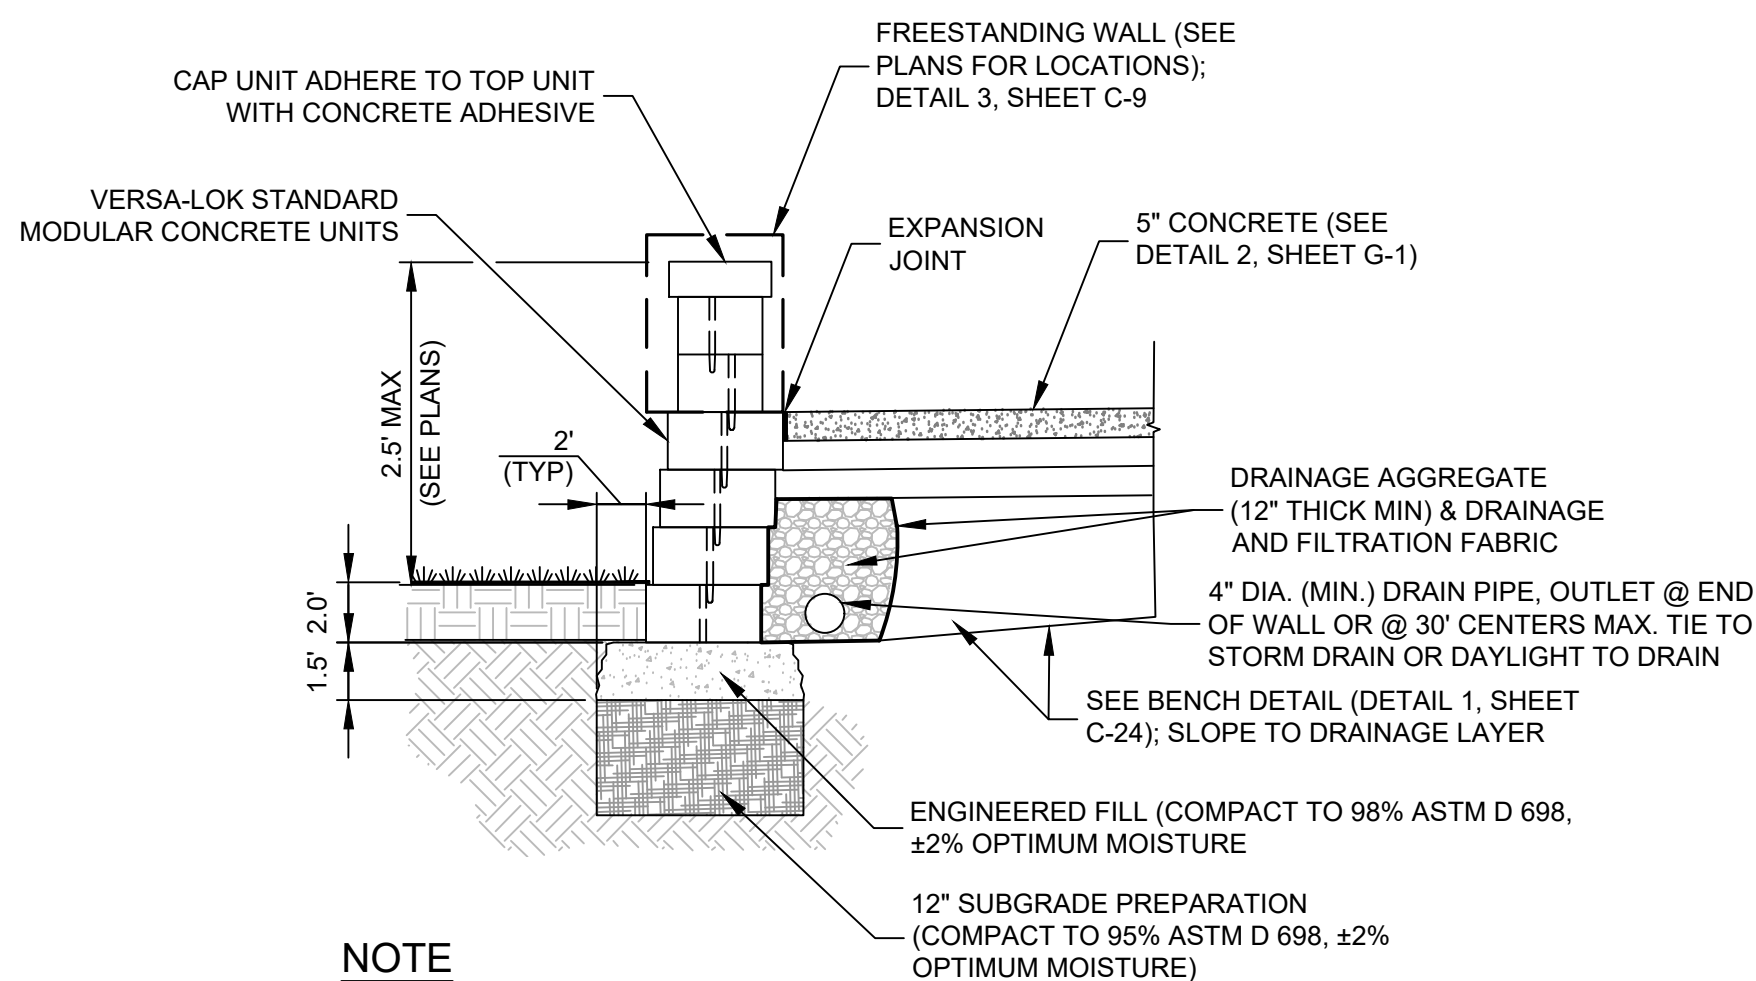 FREESTANDING WALL (SEE
PLANS FOR LOCATIONS);
DETAIL 3, SHEET C-9
CAP UNIT ADHERE TO TOP UNIT
WITH CONCRETE ADHESIVE
VERSA-LOK STANDARD
MODULAR CONCRETE UNITS
EXPANSION
JOINT
5" CONCRETE (SEE
DETAIL 2, SHEET G-1)
2.5' MAX
(SEE PLANS)
2'
(TYP)
DRAINAGE AGGREGATE
(12" THICK MIN) & DRAINAGE
AND FILTRATION FABRIC
2.0'
1.5'
4" DIA. (MIN.) DRAIN PIPE, OUTLET @ END
OF WALL OR @ 30' CENTERS MAX. TIE TO
STORM DRAIN OR DAYLIGHT TO DRAIN
SEE BENCH DETAIL (DETAIL 1, SHEET
C-24); SLOPE TO DRAINAGE LAYER
ENGINEERED FILL (COMPACT TO 98% ASTM D 698,
±2% OPTIMUM MOISTURE
12" SUBGRADE PREPARATION
(COMPACT TO 95% ASTM D 698, ±2%
OPTIMUM MOISTURE)
NOTE